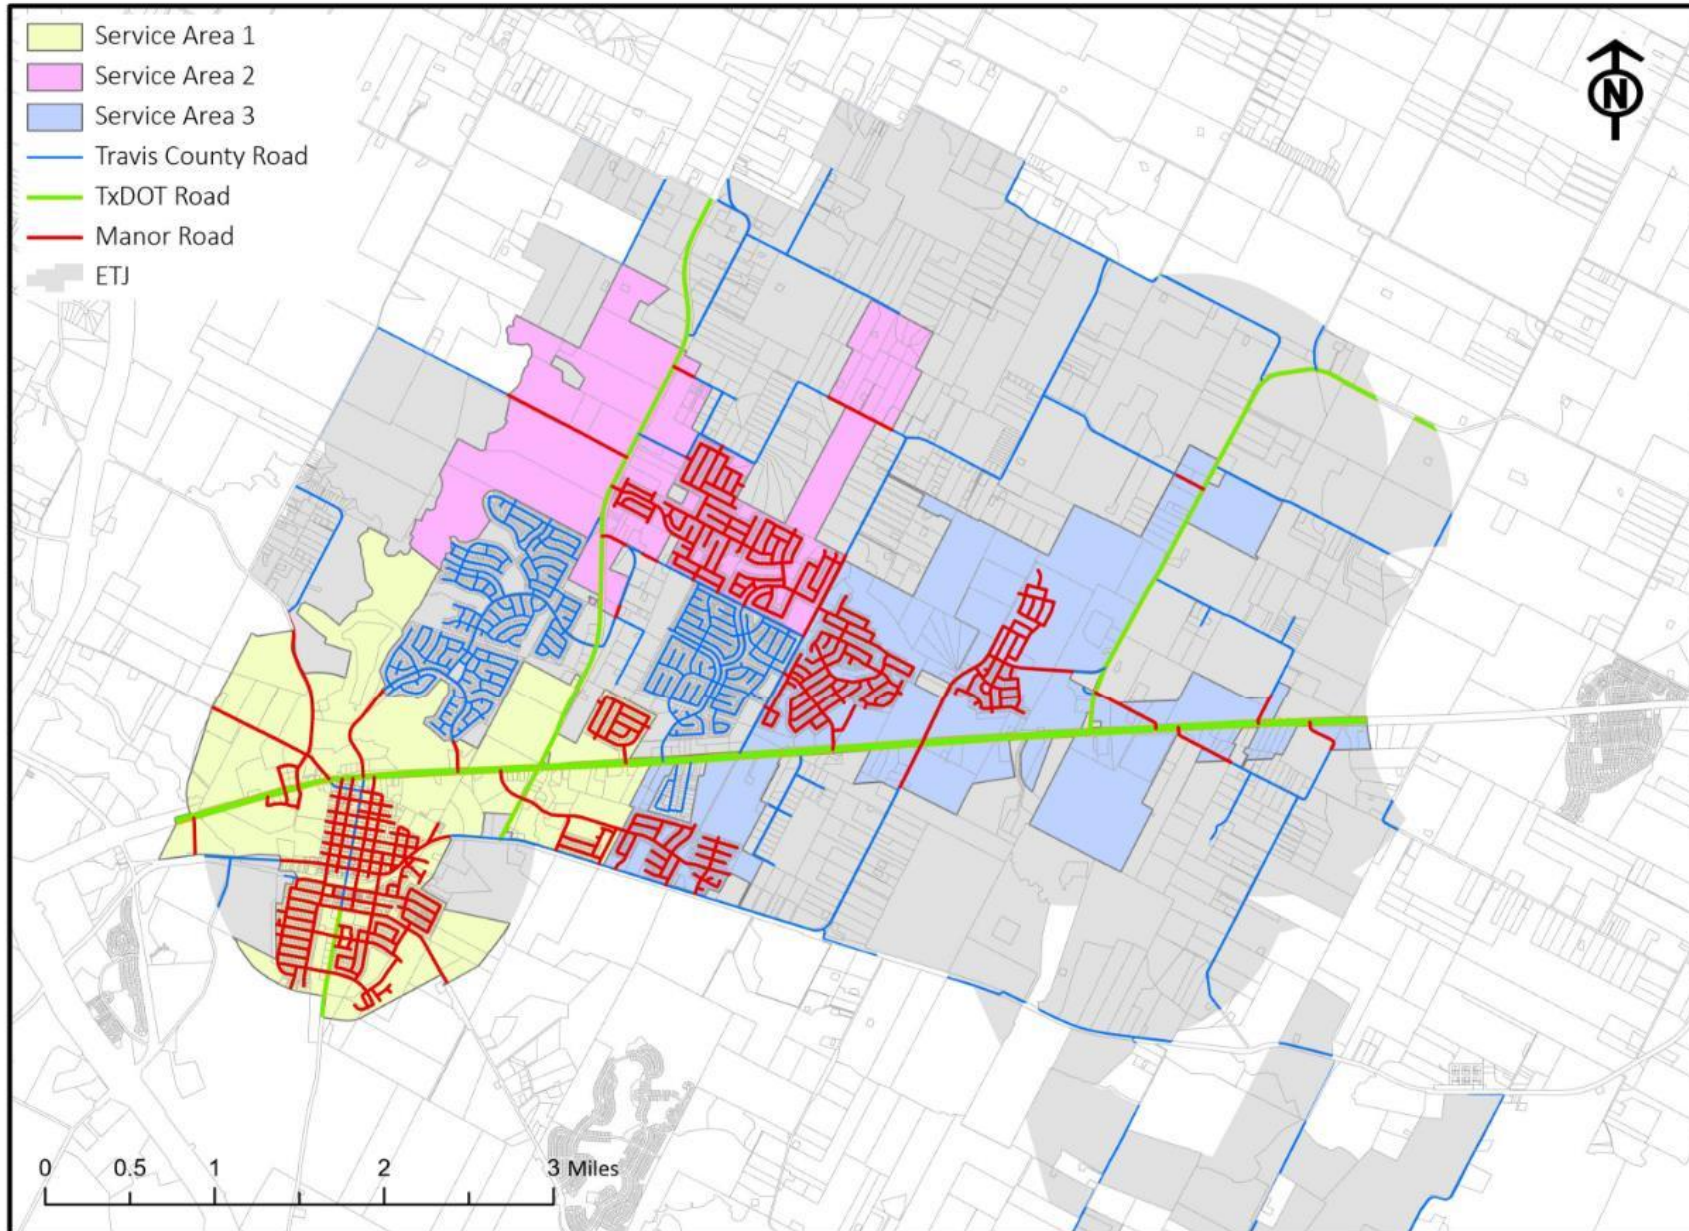 Service Area 1
Service Area 2
Service Area 3
Travis County Road
TxDOT Road
Manor Road
ETJ
N
0 0.5 1 2 3 Miles